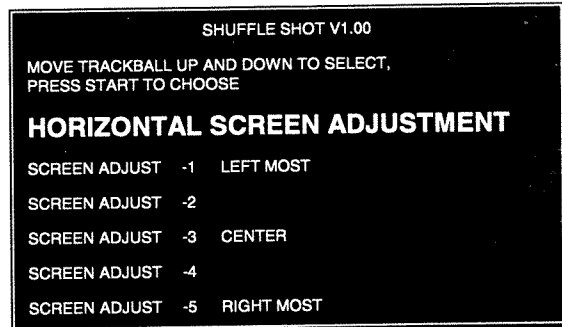 SHUFFLE SHOT V1.00
MOVE TRACKBALL UP AND DOWN TO SELECT,
PRESS START TO CHOOSE
HORIZONTAL SCREEN ADJUSTMENT
SCREEN ADJUST -1 LEFT MOST
SCREEN ADJUST -2
SCREEN ADJUST -3 CENTER
SCREEN ADJUST -4
SCREEN ADJUST -5 RIGHT MOST